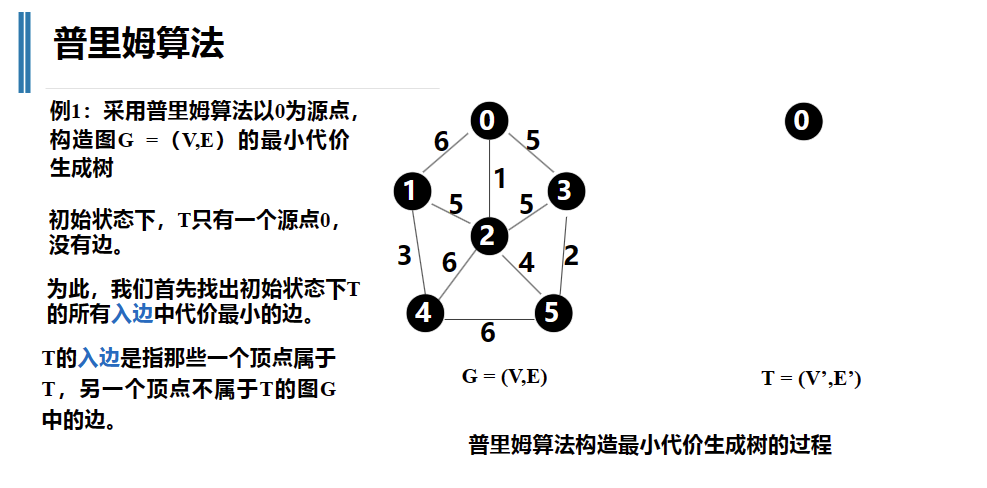 普里姆算法
例1：采用普里姆算法以0为源点，
构造图G =（V,E）的最小代价
生成树
初始状态下，T只有一个源点0，
没有边。
为此，我们首先找出初始状态下T
的所有入边中代价最小的边。
T的入边是指那些一个顶点属于
T，另一个顶点不属于T的图G
中的边。
0
6 5
1 1 3
5 5
2
3 6 4 2
4 5
6
G = (V,E)
0
T = (V’,E’)
普里姆算法构造最小代价生成树的过程